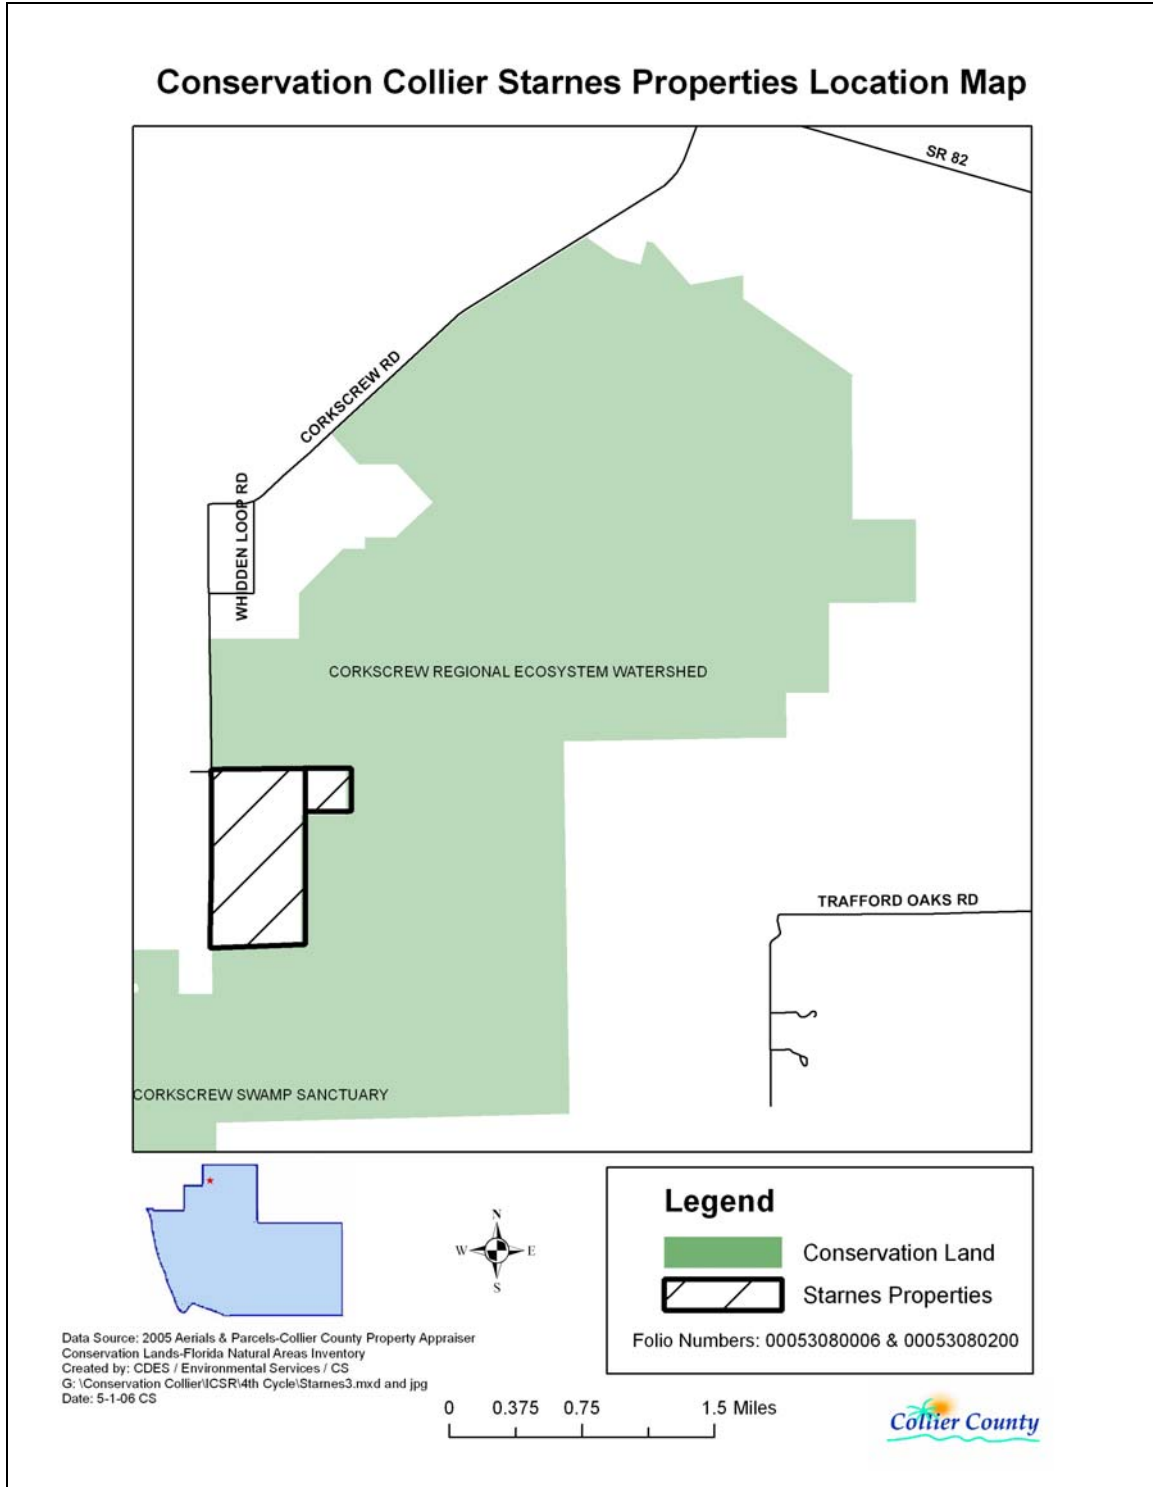 Conservation Collier Starnes Properties Location Map
SR 82
CORKSCREW RD
WHIDDEN LOOP RD
CORKSCREW REGIONAL ECOSYSTEM WATERSHED
TRAFFORD OAKS RD
CORKSCREW SWAMP SANCTUARY
N
W E
S
Legend
Conservation Land
Starnes Properties
Folio Numbers: 00053080006 & 00053080200
Data Source: 2005 Aerials & Parcels-Collier County Property Appraiser
Conservation Lands-Florida Natural Areas Inventory
Created by: CDES / Environmental Services / CS
G: \Conservation Collier\ICSR\4th Cycle\Starnes3.mxd and jpg
Date: 5-1-06 CS
0 0.375 0.75 1.5 Miles
Collier County